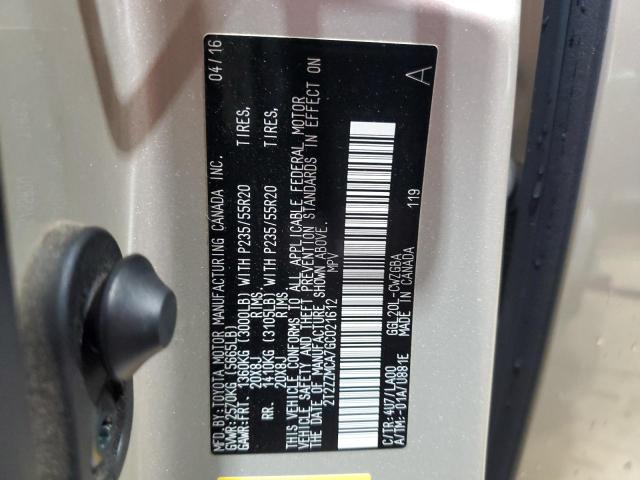 MFD.BY:TOYOTA MOTOR MANUFACTURING CANADA INC. 04/16
GVWR:2570KG (5665LB)
GAWR:FRT. 1360KG (3000LB) WITH P235/55R20 TIRES,
20X8J RIMS
RR. 1410KG (3105LB) WITH P235/55R20 TIRES,
20X8J RIMS
THIS VEHICLE CONFORMS TO ALL APPLICABLE FEDERAL MOTOR
VEHICLE SAFETY AND THEFT PREVENTION STANDARDS IN EFFECT ON
THE DATE OF MANUFACTURE SHOWN ABOVE.
2T2ZZMCA7GC021612 MPV
A
119
C/TR:4U7/LA00 GGL20L-CWZGBA
A/TM:-01A/U881E MADE IN CANADA